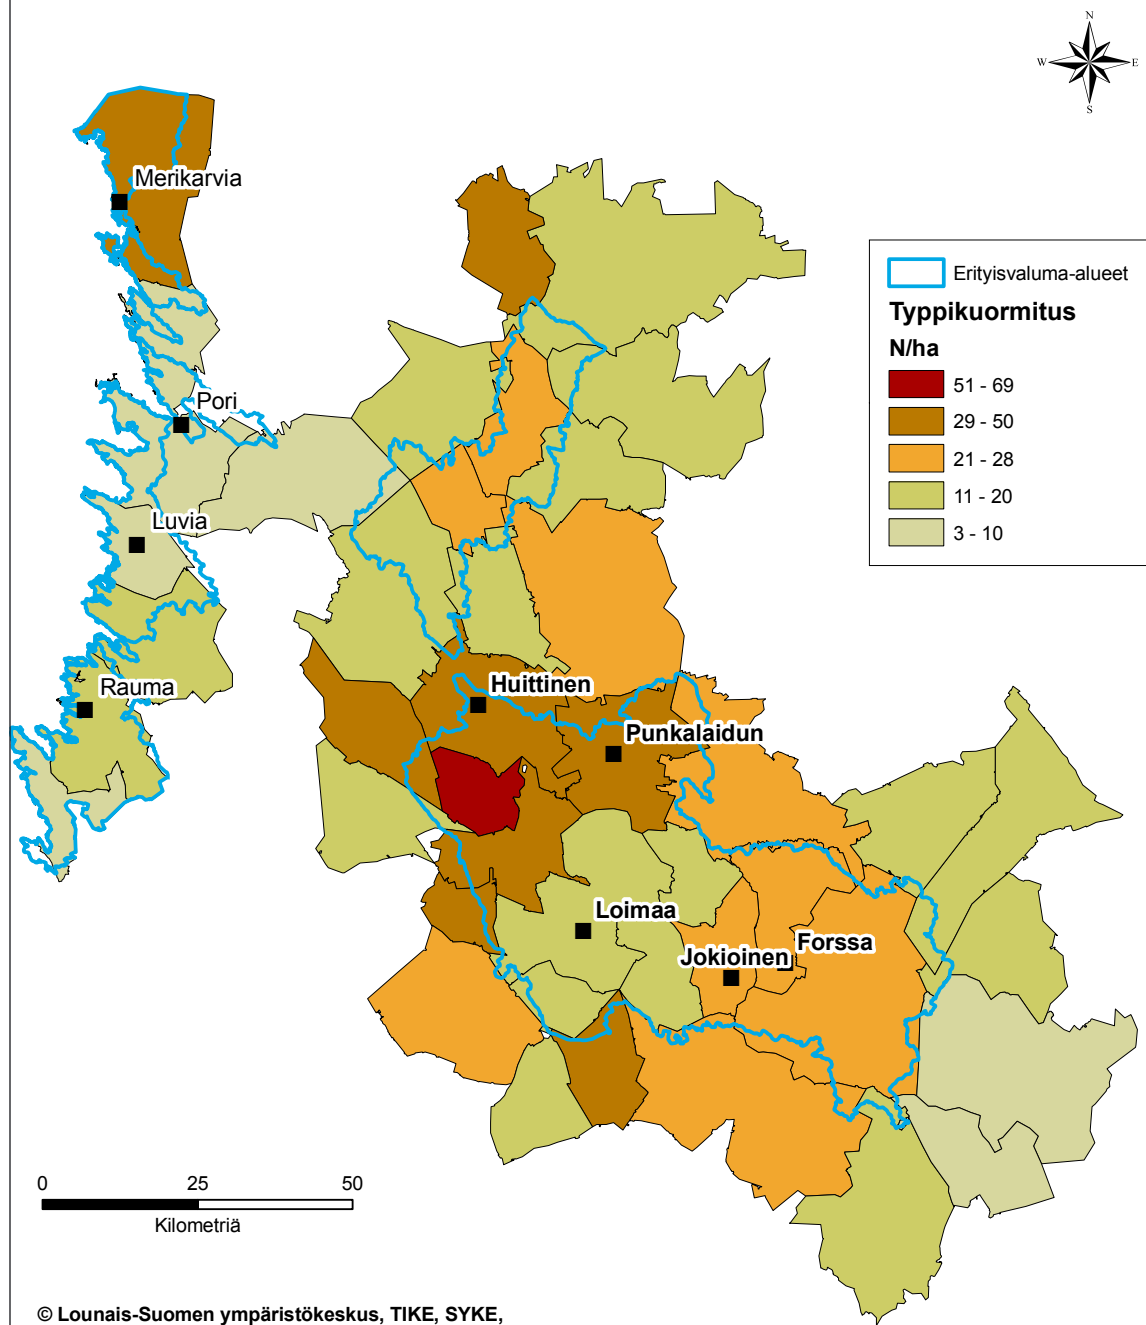 N
W E
S
Merikarvia
Erityisvaluma-alueet
Typpikuormitus
N/ha
51 - 69
29 - 50
21 - 28
11 - 20
3 - 10
Pori
Luvia
Rauma
Huittinen
Punkalaidun
Loimaa
Forssa
Jokioinen
0 25 50
Kilometriä
© Lounais-Suomen ympäristökeskus, TIKE, SYKE,